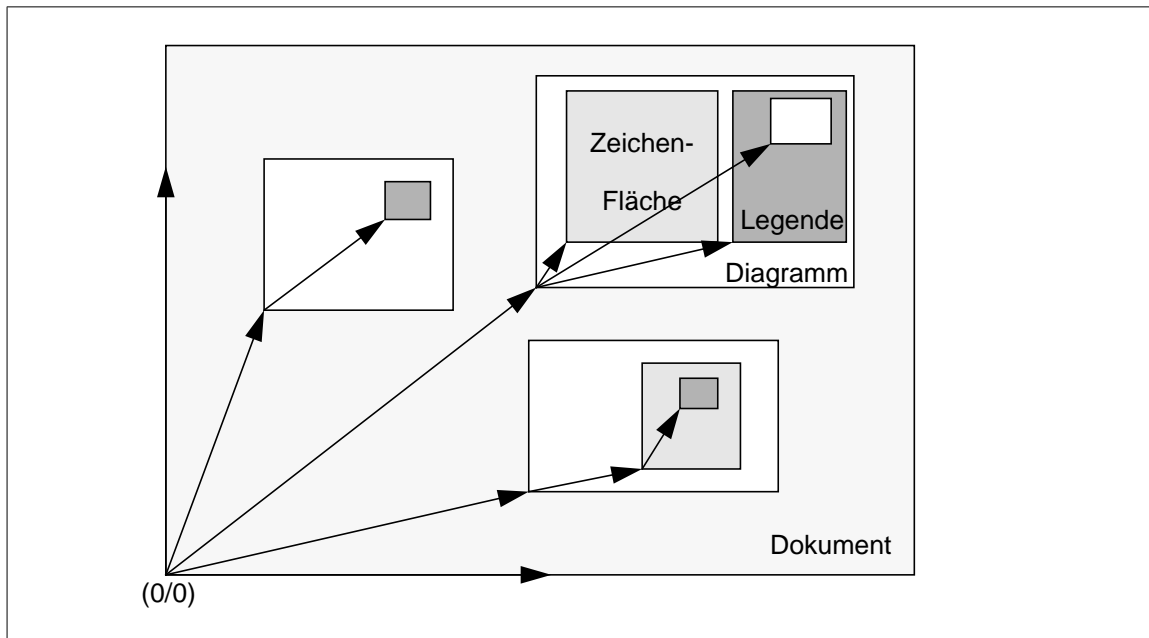 Zeichen-
Fläche
Legende
Diagramm
Dokument
(0/0)